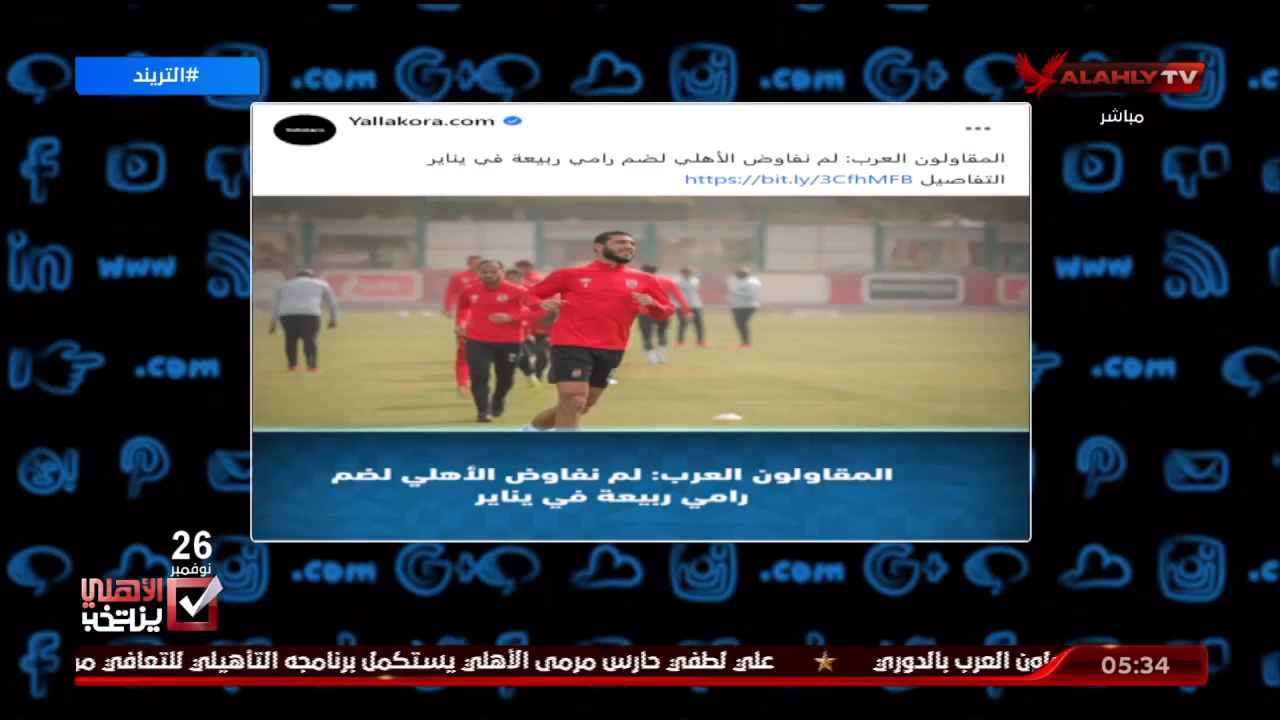 #التريند
ALAHLY TV
مباشر
Yallakora.com
المقاولون العرب: لم نفاوض الأهلي لضم رامي ربيعة في يناير
التفاصيل https://bit.ly/3CfhMFB
المقاولون العرب: لم نفاوض الأهلي لضم
رامي ربيعة في يناير
26
نوفمبر
الأهلي
ينتخب
العرب بالدوري ★ علي لطفي حارس مرمى الأهلي يستكمل برنامجه التأهيلي للتعافي
05:34